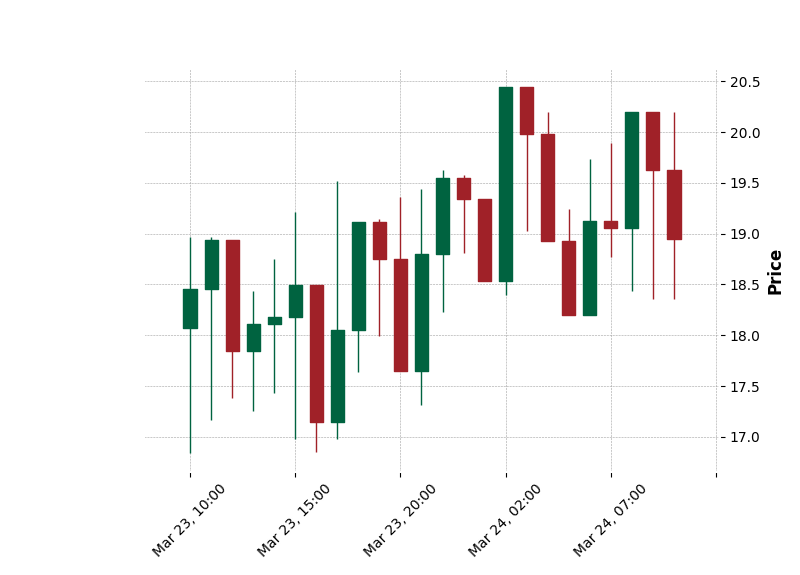 20.5
20.0
19.5
19.0
18.5
18.0
17.5
17.0
Price
Mar 23, 10:00
Mar 23, 15:00
Mar 23, 20:00
Mar 24, 02:00
Mar 24, 07:00